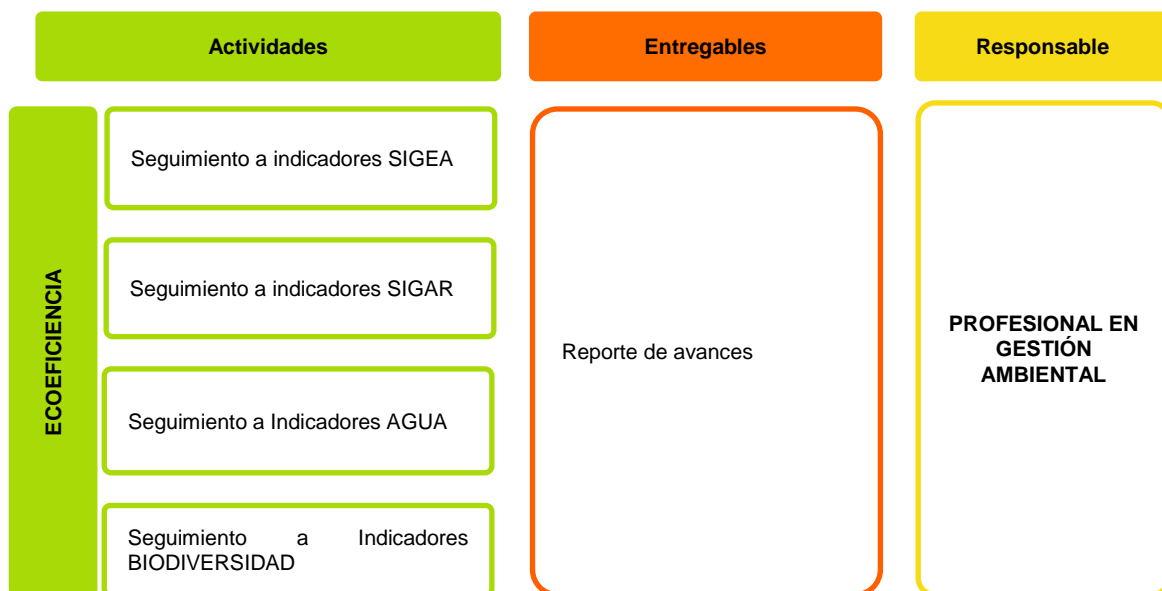 Actividades
Entregables
Responsable
ECOEFICIENCIA
Seguimiento a indicadores SIGEA
Seguimiento a indicadores SIGAR
Seguimiento a Indicadores AGUA
Seguimiento a Indicadores
BIODIVERSIDAD
Reporte de avances
PROFESIONAL EN
GESTIÓN
AMBIENTAL